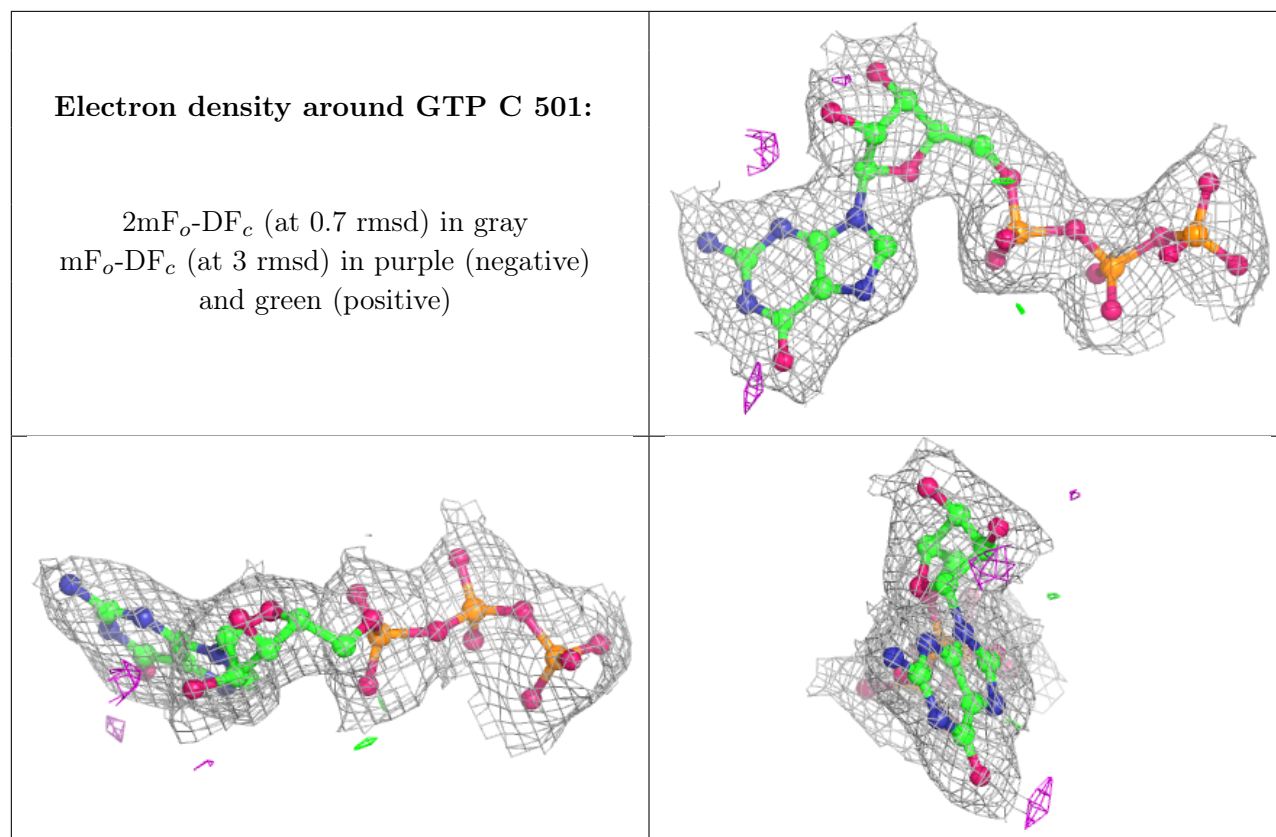 Electron density around GTP C 501:
2mFₒ-DF𝒸 (at 0.7 rmsd) in gray
mFₒ-DF𝒸 (at 3 rmsd) in purple (negative)
and green (positive)